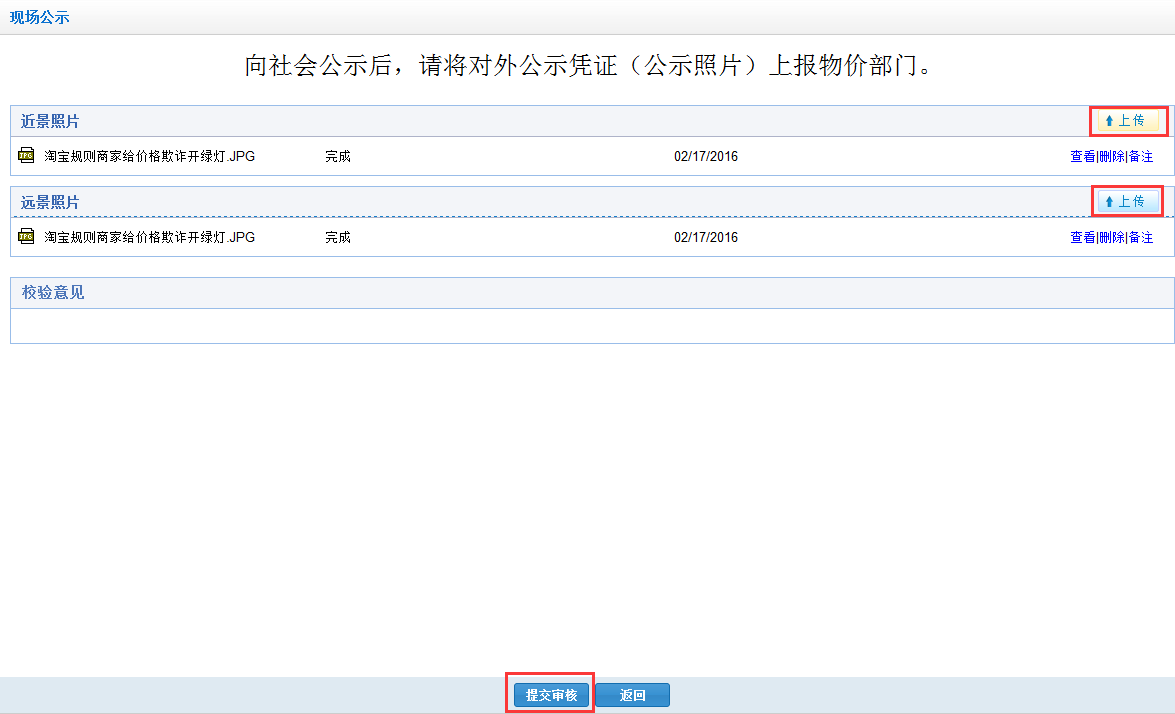 现场公示
向社会公示后，请将对外公示凭证（公示照片）上报物价部门。
近景照片 上传
淘宝规则商家给价格欺诈开绿灯.JPG 完成 02/17/2016 查看|删除|备注
远景照片 上传
淘宝规则商家给价格欺诈开绿灯.JPG 完成 02/17/2016 查看|删除|备注
校验意见
提交审核 返回